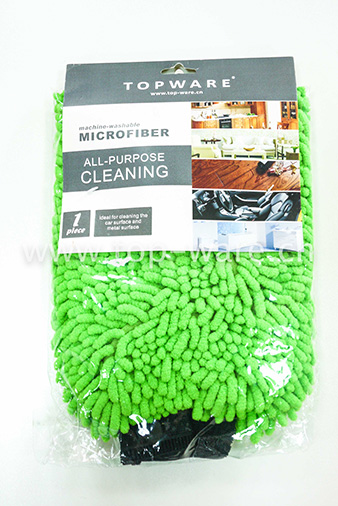 TOPWARE®
www.top-ware.cn
machine-washable
MICROFIBER
ALL-PURPOSE
CLEANING
1
piece
Ideal for cleaning the
car surface and
metal surface
www.tops-ware.cn